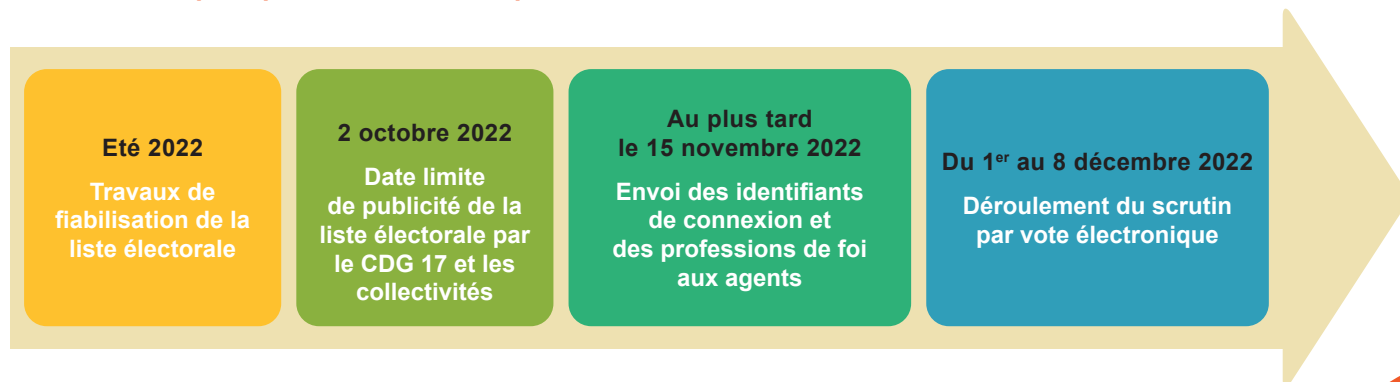 Eté 2022
Travaux de
fiabilisation de la
liste électorale
2 octobre 2022
Date limite
de publicité de la
liste électorale par
le CDG 17 et les
collectivités
Au plus tard
le 15 novembre 2022
Envoi des identifiants
de connexion et
des professions de foi
aux agents
Du 1er au 8 décembre 2022
Déroulement du scrutin
par vote électronique